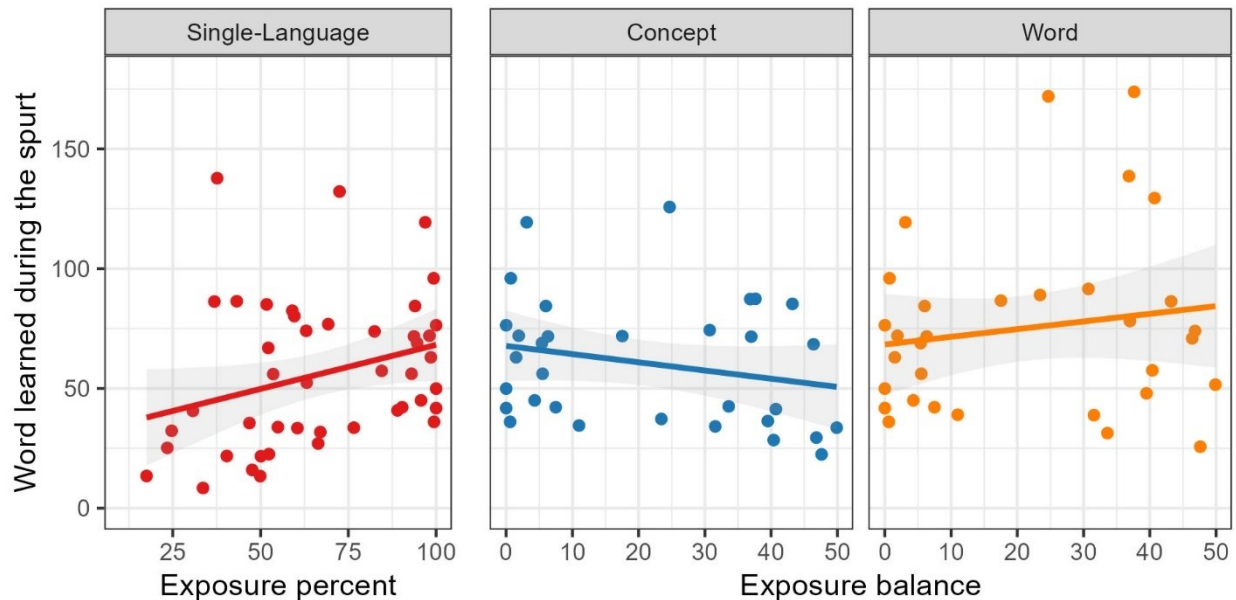 Single-Language
Concept
Word
Word learned during the spurt
150
100
50
0
25 50 75 100
0 10 20 30 40 50
0 10 20 30 40 50
Exposure percent
Exposure balance